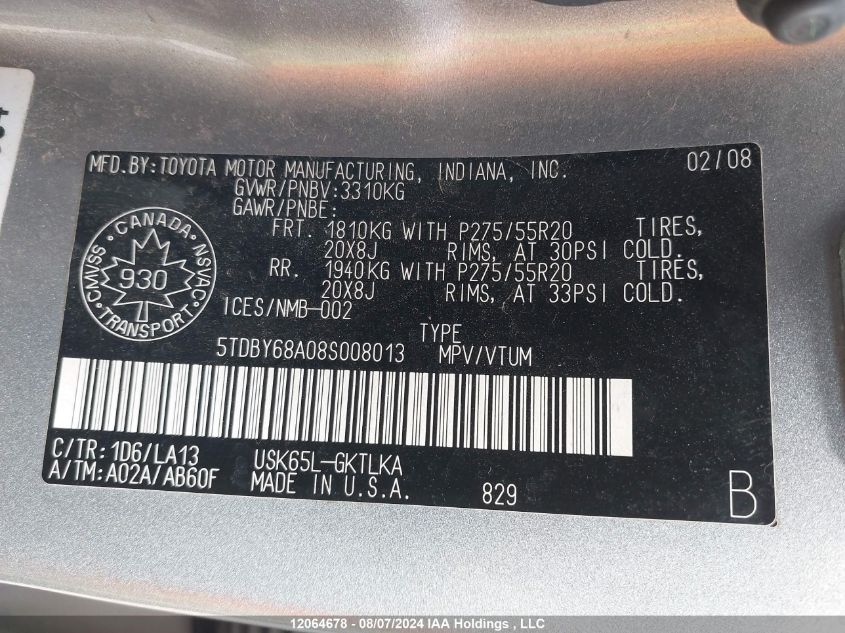 MFD.BY:TOYOTA MOTOR MANUFACTURING, INDIANA, INC. 02/08
GVWR/PNBV:3310KG
GAWR/PNBE:
FRT. 1810KG WITH P275/55R20 TIRES,
20X8J RIMS, AT 30PSI COLD.
RR. 1940KG WITH P275/55R20 TIRES,
20X8J RIMS, AT 33PSI COLD.
ICES/NMB-002
CANADA
CMVSS 930 NSVAC
TRANSPORT
TYPE
5TDBY68A08S008013 MPV/VTUM
C/TR:1D6/LA13 USK65L-GKTLKA
A/TM:A02A/AB60F MADE IN U.S.A. 829 B
12064678 - 08/07/2024 IAA Holdings , LLC